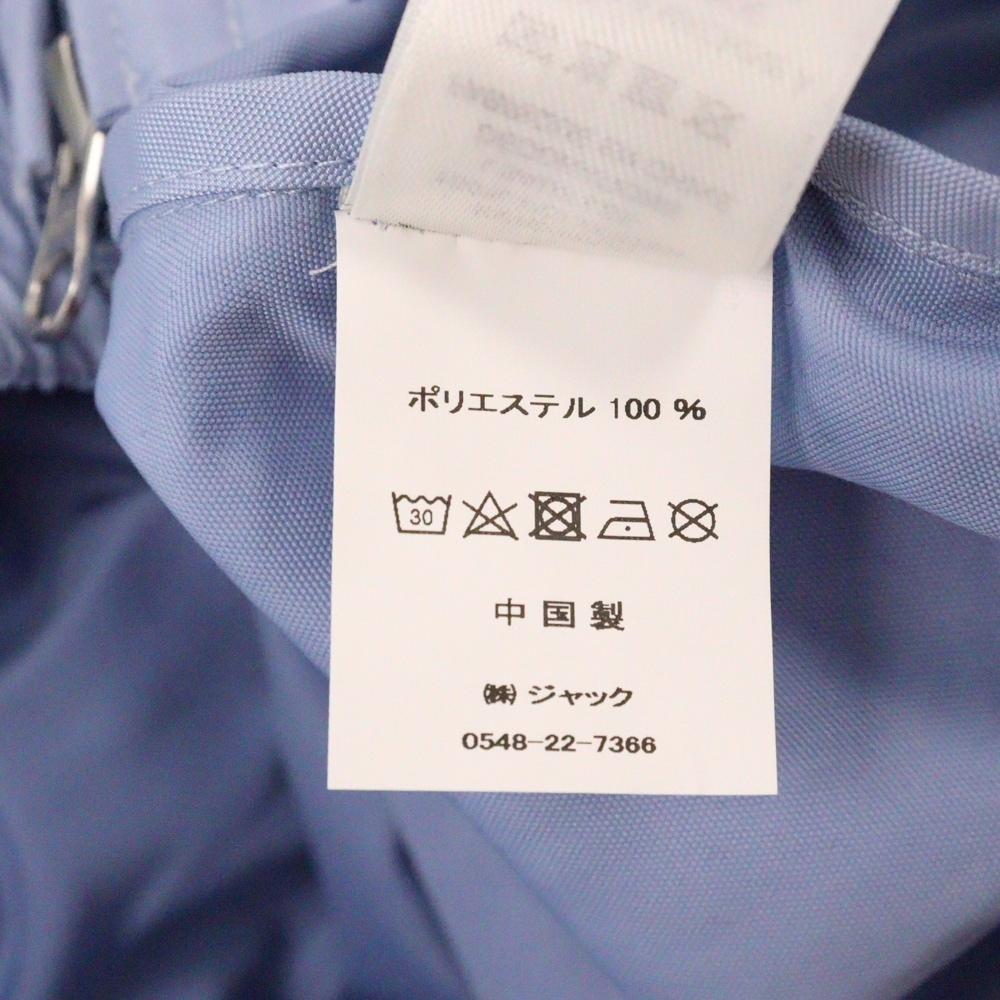 ポリエステル 100 %
30
中国製
㈱ ジャック
0548-22-7366